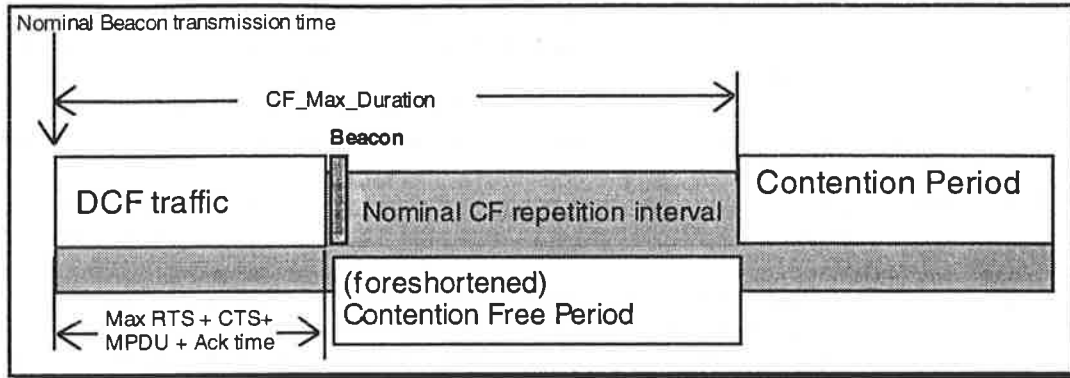 Nominal Beacon transmission time
CF_Max_Duration
Beacon
DCF traffic
Nominal CF repetition interval
Contention Period
(foreshortened)
Contention Free Period
Max RTS + CTS+
MPDU + Ack time